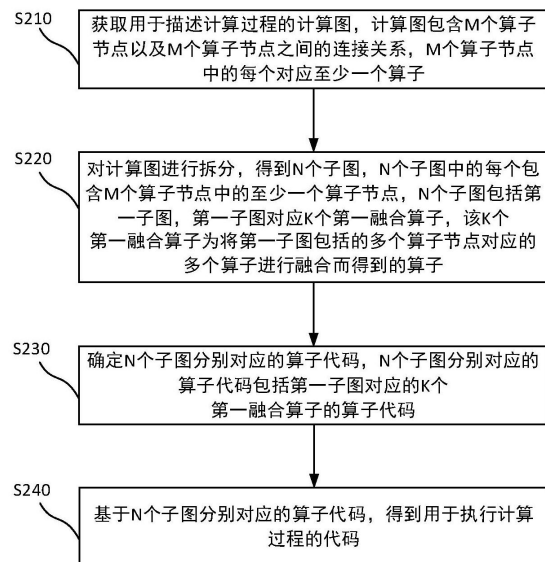 S210
获取用于描述计算过程的计算图，计算图包含M个算子
节点以及M个算子节点之间的连接关系，M个算子节点
中的每个对应至少一个算子
S220
对计算图进行拆分，得到N个子图，N个子图中的每个包
含M个算子节点中的至少一个算子节点，N个子图包括第
一子图，第一子图对应K个第一融合算子，该K个
第一融合算子为将第一子图包括的多个算子节点对应的
多个算子进行融合而得到的算子
S230
确定N个子图分别对应的算子代码，N个子图分别对应的
算子代码包括第一子图对应的K个
第一融合算子的算子代码
S240
基于N个子图分别对应的算子代码，得到用于执行计算
过程的代码